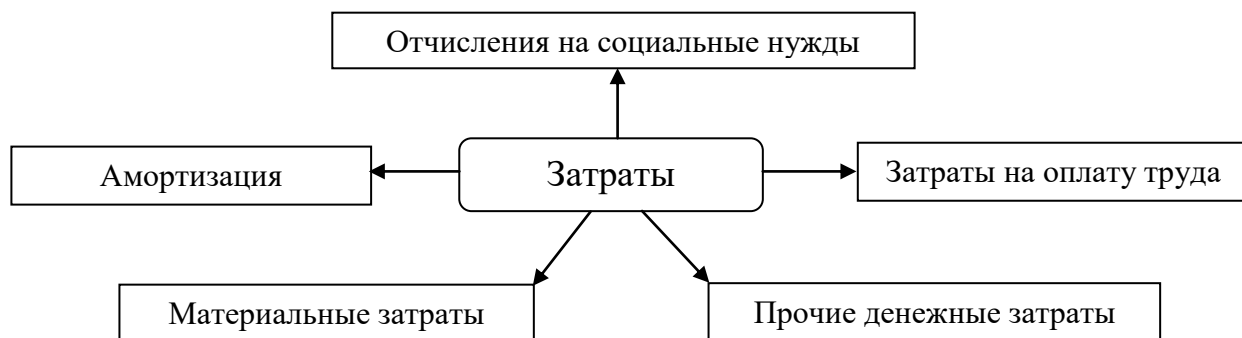 Отчисления на социальные нужды
Амортизация
Затраты
Затраты на оплату труда
Материальные затраты
Прочие денежные затраты